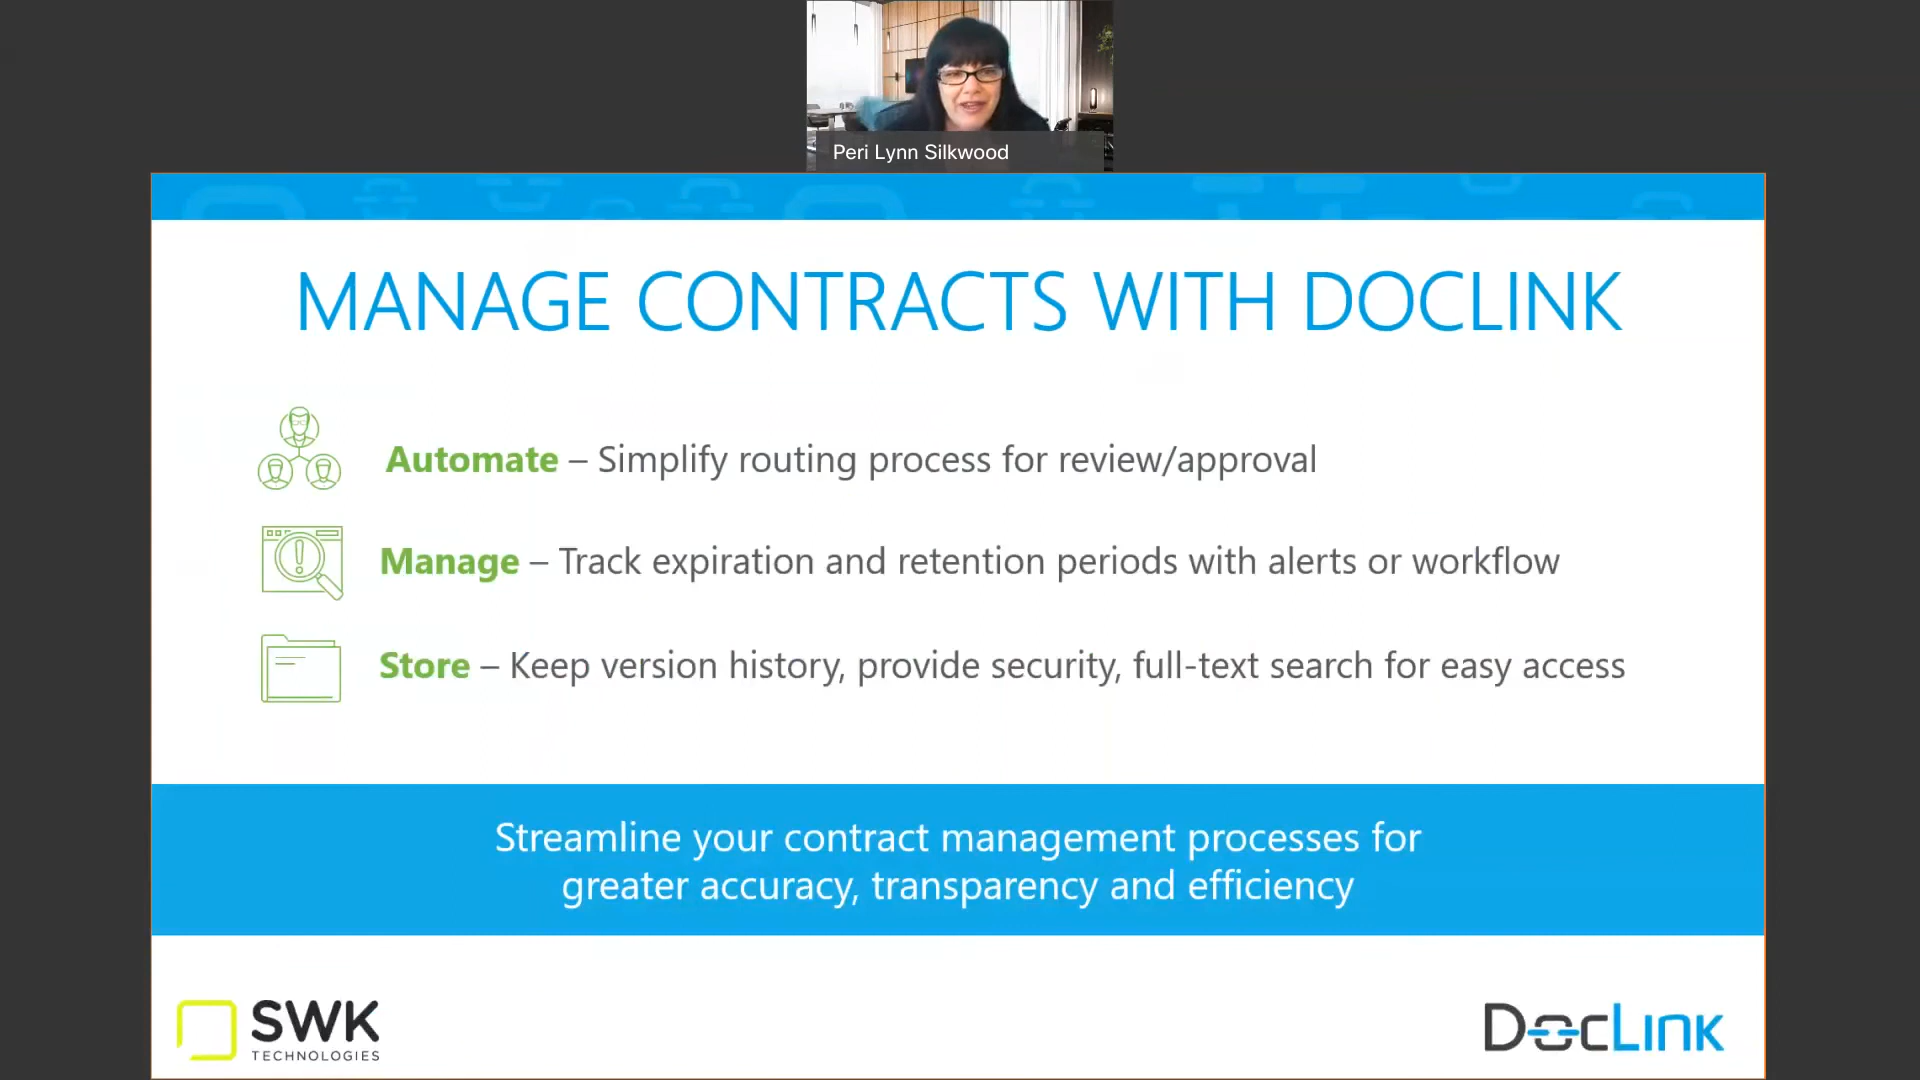 Peri Lynn Silkwood
MANAGE CONTRACTS WITH DOCLINK
Automate – Simplify routing process for review/approval
Manage – Track expiration and retention periods with alerts or workflow
Store – Keep version history, provide security, full-text search for easy access
Streamline your contract management processes for
greater accuracy, transparency and efficiency
SWK
TECHNOLOGIES
DocLink